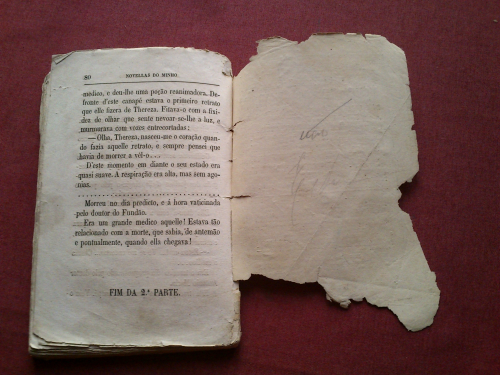 80 NOVELLAS DO MINHO.
medico, e deu-lhe uma poção reanimadora. De-
fronte d'este canapé estava o primeiro retrato
que elle fizera de Thereza. Fitava-o com a fixi-
dez do olhar que sente nevoar-se-lhe a luz, e
murmurava com vozes entrecortadas:
—Olha, Thereza, nasceu-me o coração quando
fazia aquelle retrato, e sempre pensei que
havia de morrer a vêl-o....
D'este momento em diante o seu estado era
quasi suave. A respiração era alta, mas sem ago-
nias.
Morreu no dia predicto, e á hora vaticinada
pelo doutor do Fundão.
Era um grande medico aquelle! Estava tão
relacionado com a morte, que sabia, de antemão
e pontualmente, quando ella chegava!
FIM DA 2.ª PARTE.